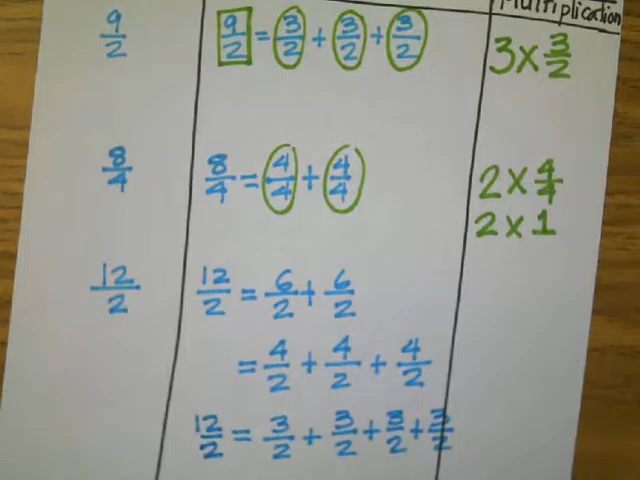 Multiplication
9/2 9/2 = 3/2 + 3/2 + 3/2 3 x 3/2
8/4 8/4 = 4/4 + 4/4 2 x 4/4
2 x 1
12/2 12/2 = 6/2 + 6/2
= 4/2 + 4/2 + 4/2
12/2 = 3/2 + 3/2 + 3/2 + 3/2